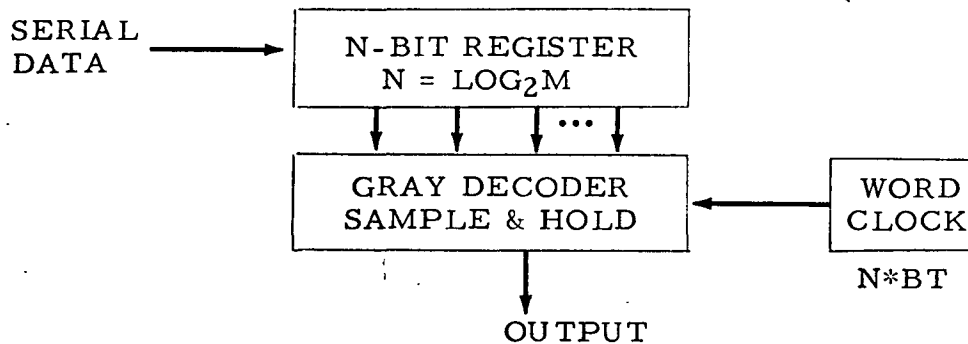 SERIAL
DATA
N-BIT REGISTER
N = LOG₂M
...
GRAY DECODER
SAMPLE & HOLD
WORD
CLOCK
N*BT
OUTPUT